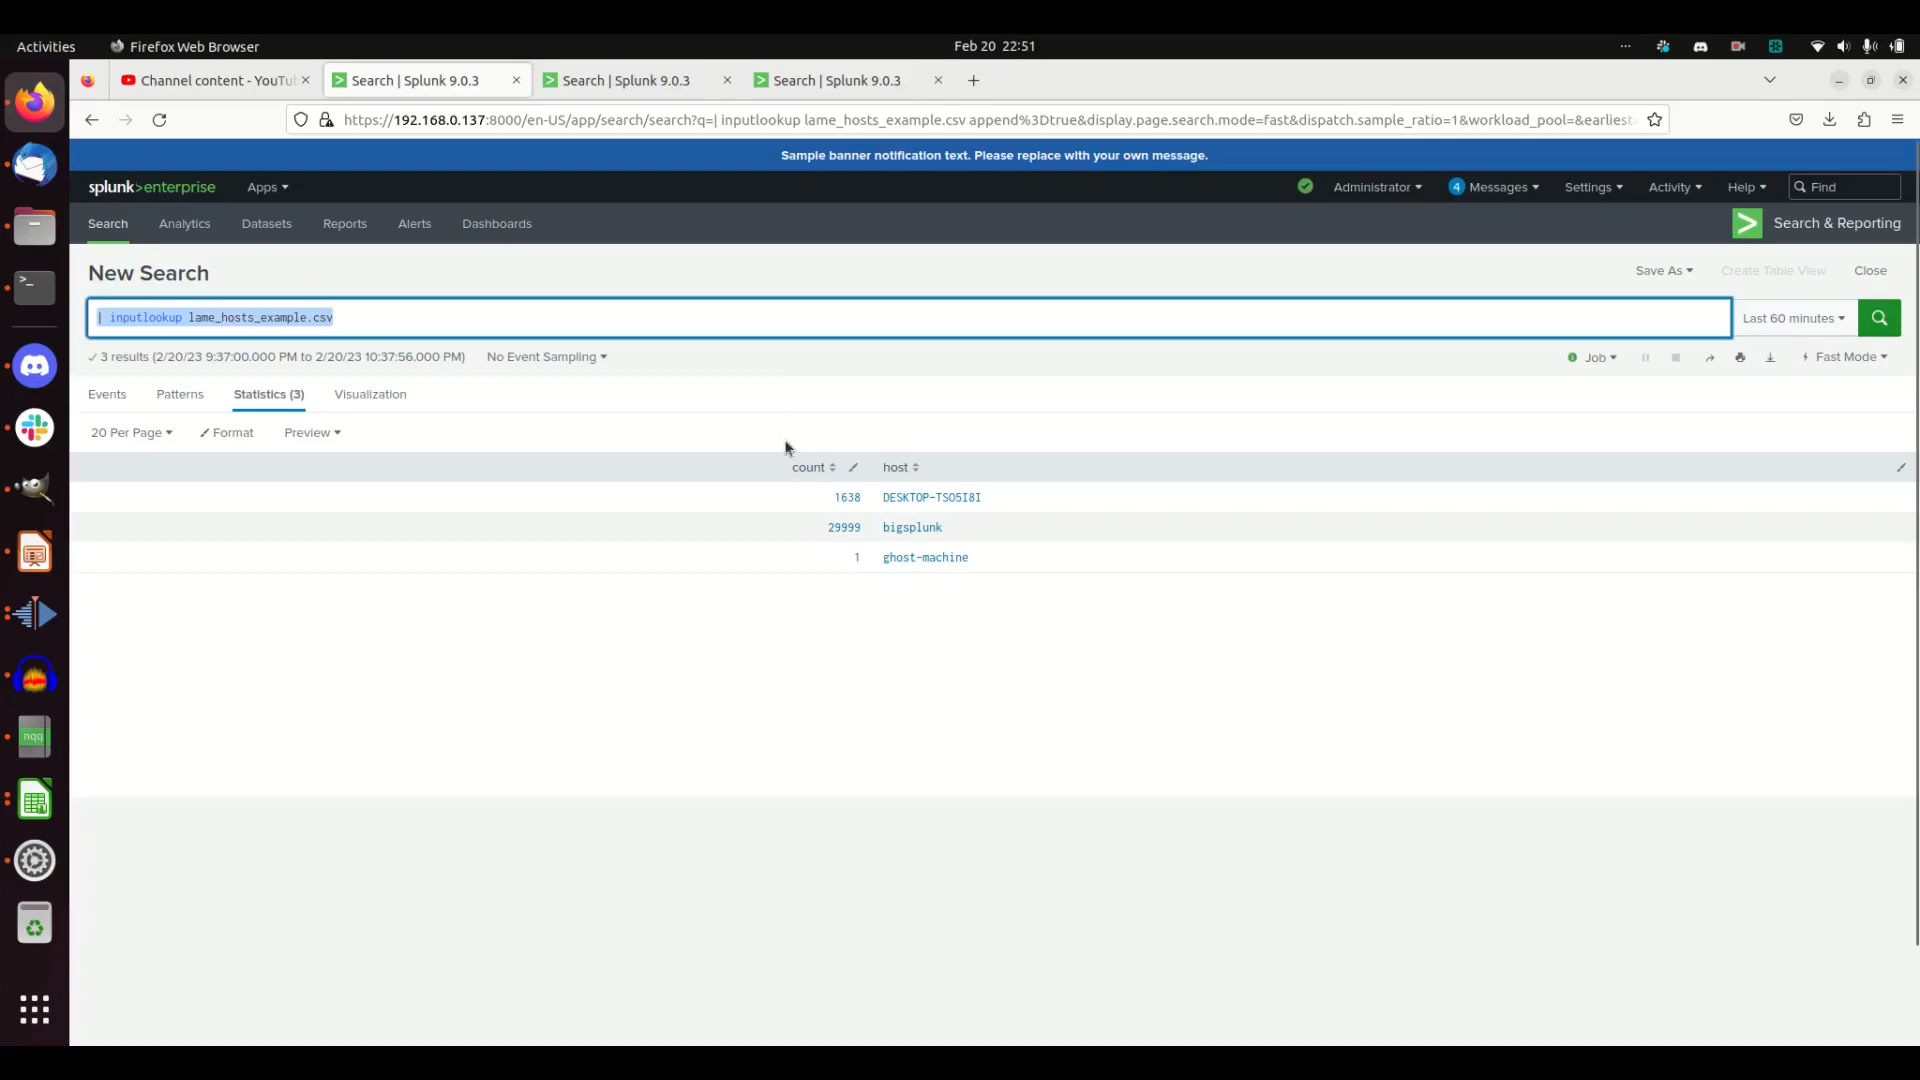 Activities Firefox Web Browser Feb 20 22:51
Channel content - YouTu Search | Splunk 9.0.3 Search | Splunk 9.0.3 Search | Splunk 9.0.3
https://192.168.0.137:8000/en-US/app/search/search?q=| inputlookup lame_hosts_example.csv append%3Dtrue&display.page.search.mode=fast&dispatch.sample_ratio=1&workload_pool=&earliest
Sample banner notification text. Please replace with your own message.
splunk>enterprise Apps Administrator 4 Messages Settings Activity Help Find
Search Analytics Datasets Reports Alerts Dashboards Search & Reporting
New Search Save As Create Table View Close
| inputlookup lame_hosts_example.csv Last 60 minutes
3 results (2/20/23 9:37:00.000 PM to 2/20/23 10:37:56.000 PM) No Event Sampling Job Fast Mode
Events Patterns Statistics (3) Visualization
20 Per Page Format Preview
count host
1638 DESKTOP-TSO5I8I
29999 bigsplunk
1 ghost-machine
nqq